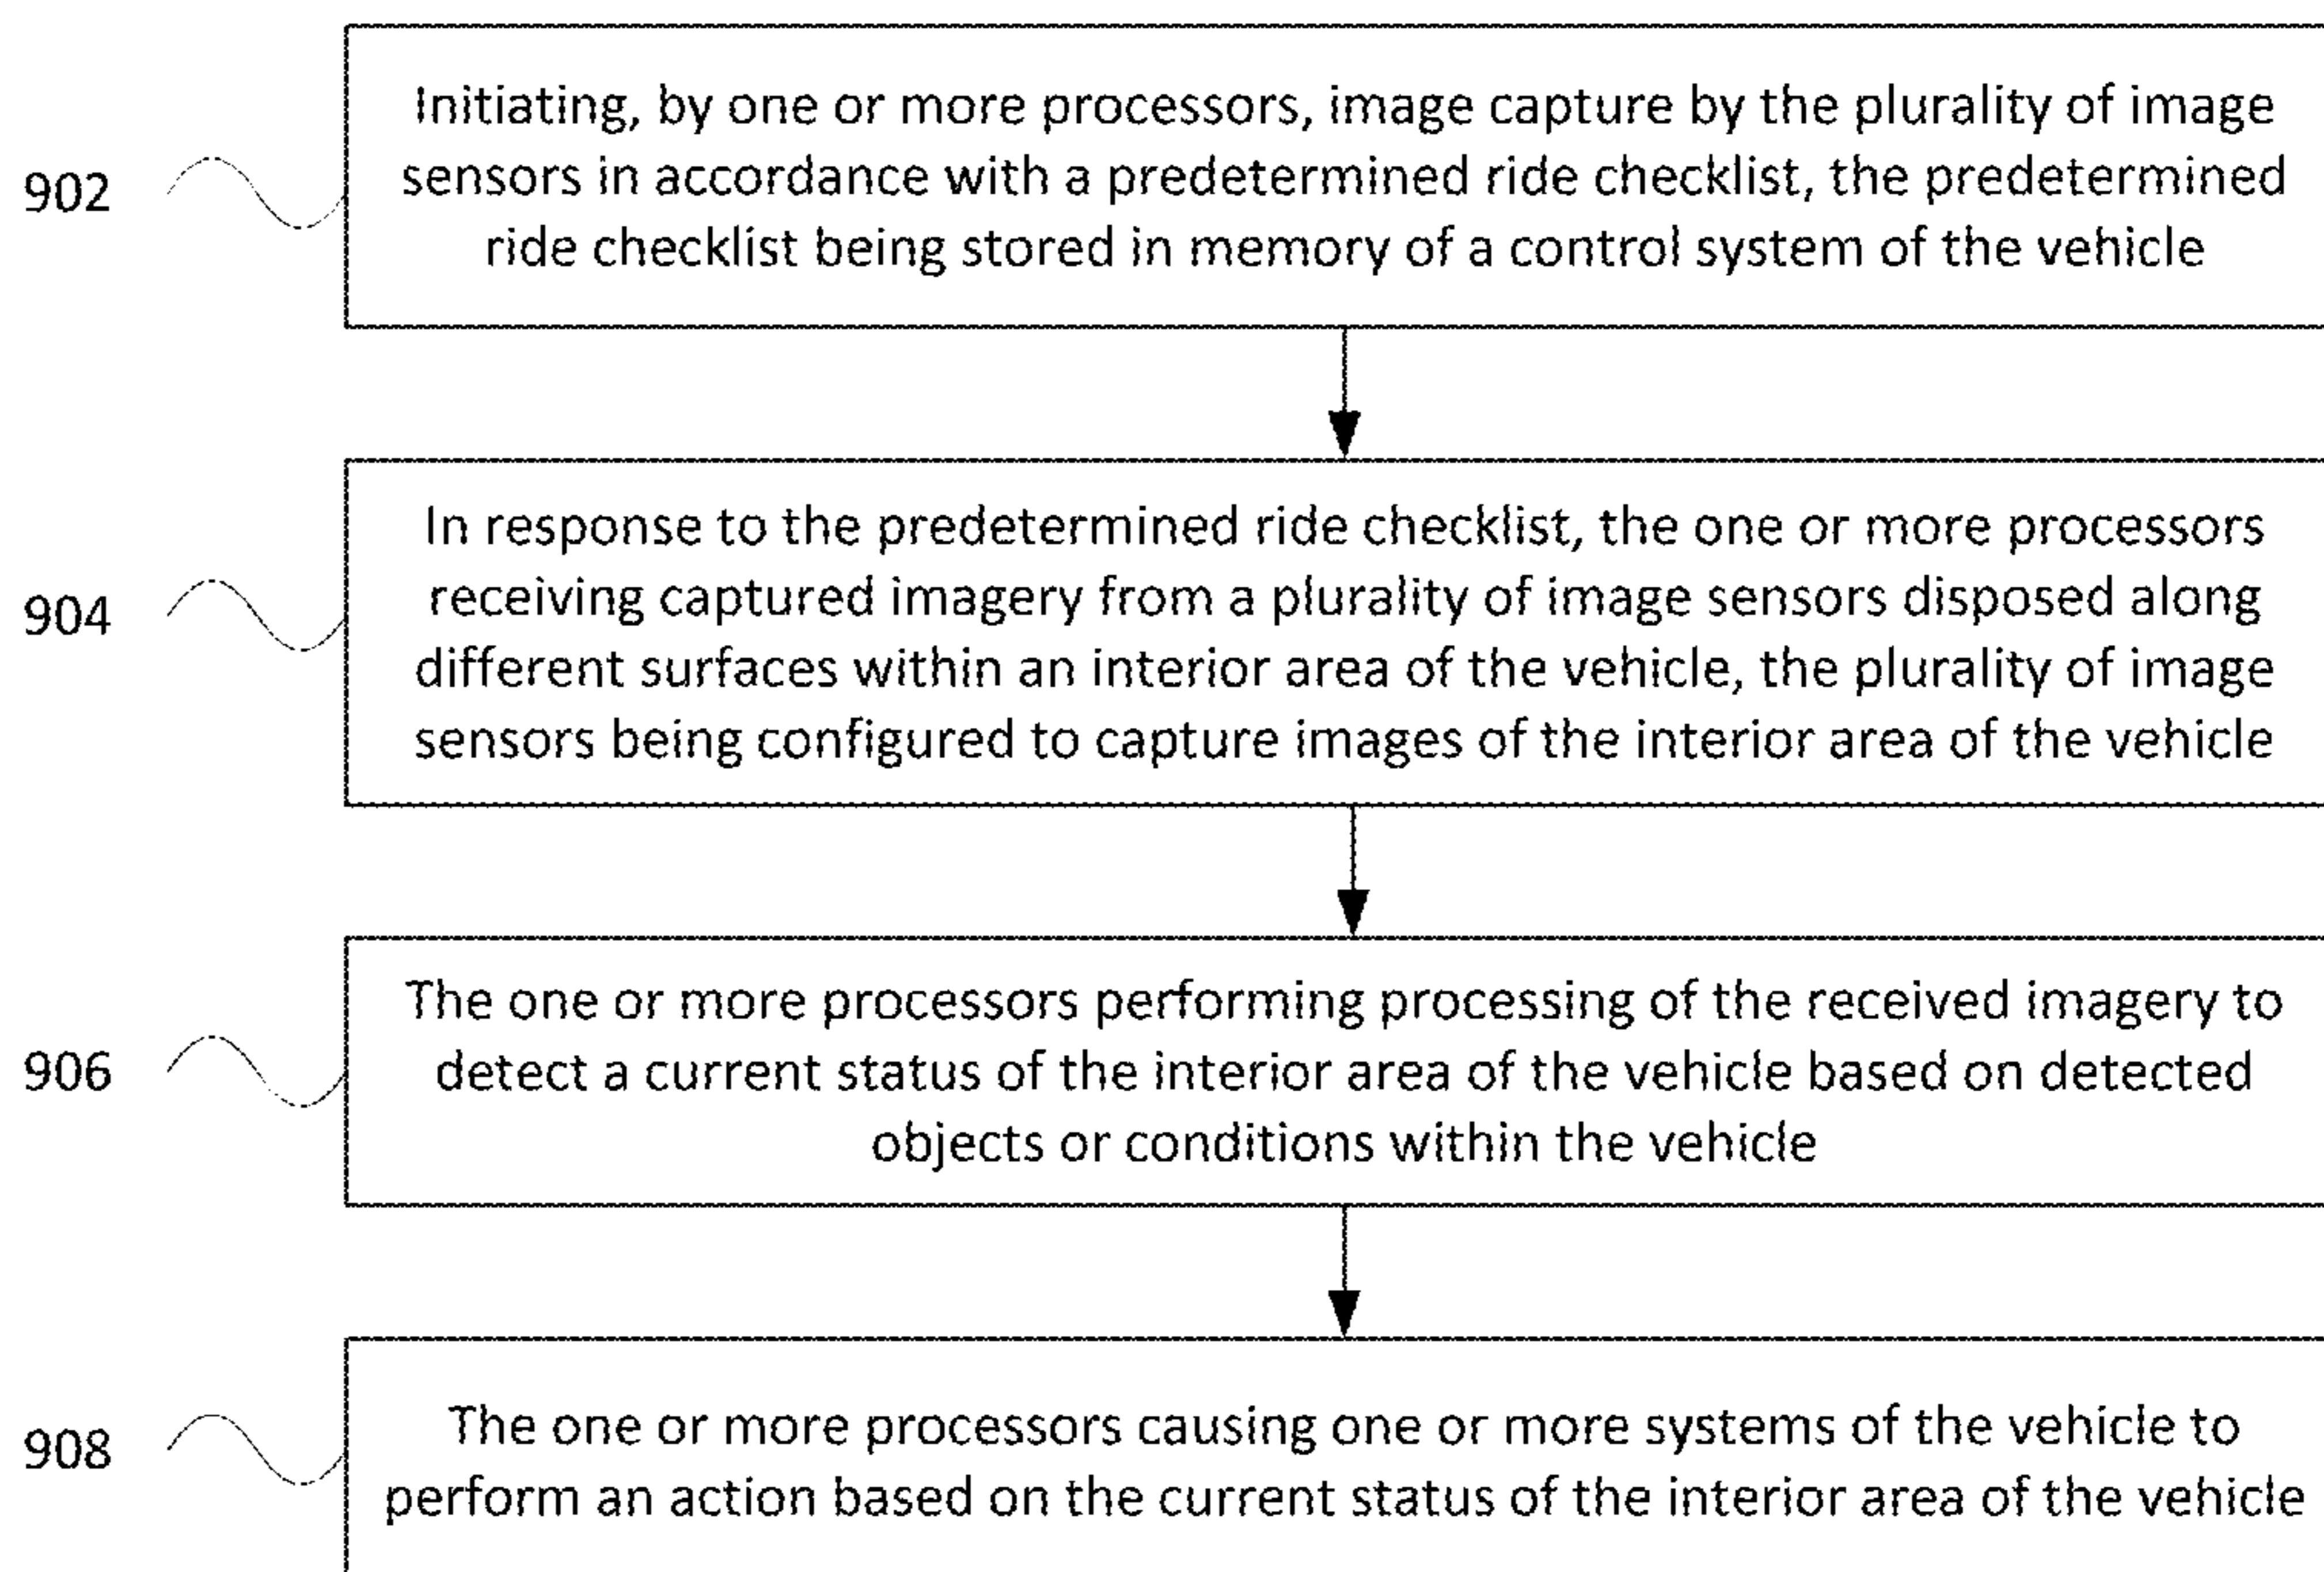 902
Initiating, by one or more processors, image capture by the plurality of image
sensors in accordance with a predetermined ride checklist, the predetermined
ride checklist being stored in memory of a control system of the vehicle
904
In response to the predetermined ride checklist, the one or more processors
receiving captured imagery from a plurality of image sensors disposed along
different surfaces within an interior area of the vehicle, the plurality of image
sensors being configured to capture images of the interior area of the vehicle
906
The one or more processors performing processing of the received imagery to
detect a current status of the interior area of the vehicle based on detected
objects or conditions within the vehicle
908
The one or more processors causing one or more systems of the vehicle to
perform an action based on the current status of the interior area of the vehicle